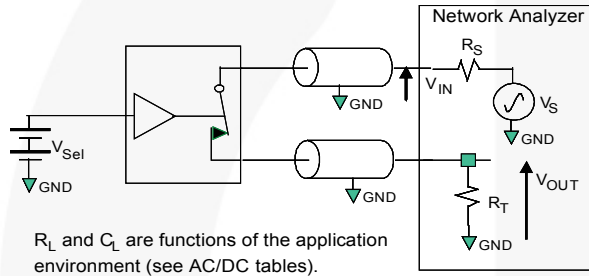 Network Analyzer
R_S
V_IN
GND
V_S
GND
V_Sel
GND
GND
V_OUT
R_T
GND
R_L and C_L are functions of the application
environment (see AC/DC tables).